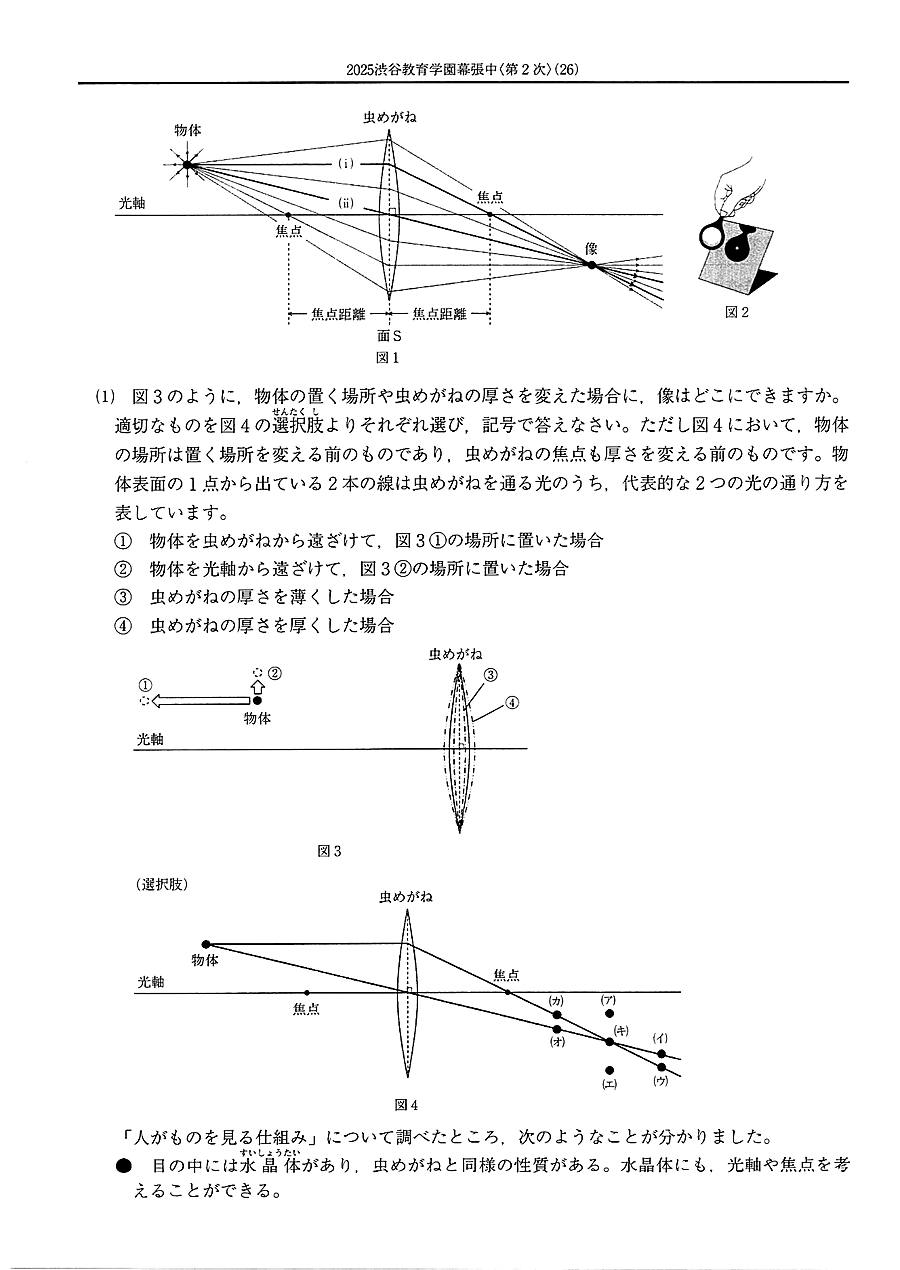 2025渋谷教育学園幕張中〈第2次〉(26)
虫めがね
物体
(i)
(ii)
光軸
焦点
焦点
像
焦点距離
焦点距離
面S
図1
図2
(1) 図3のように，物体の置く場所や虫めがねの厚さを変えた場合に，像はどこにできますか。
せんたくし
適切なものを図4の選択肢よりそれぞれ選び，記号で答えなさい。ただし図4において，物体
の場所は置く場所を変える前のものであり，虫めがねの焦点も厚さを変える前のものです。物
体表面の1点から出ている2本の線は虫めがねを通る光のうち，代表的な2つの光の通り方を
表しています。
① 物体を虫めがねから遠ざけて，図3①の場所に置いた場合
② 物体を光軸から遠ざけて，図3②の場所に置いた場合
③ 虫めがねの厚さを薄くした場合
④ 虫めがねの厚さを厚くした場合
虫めがね
②
①
③
④
物体
光軸
図3
(選択肢)
虫めがね
物体
光軸
焦点
焦点
(カ)
(ア)
(オ)
(キ)
(イ)
(エ)
(ウ)
図4
「人がものを見る仕組み」について調べたところ，次のようなことが分かりました。
すいしょうたい
● 目の中には水晶体があり，虫めがねと同様の性質がある。水晶体にも，光軸や焦点を考
えることができる。